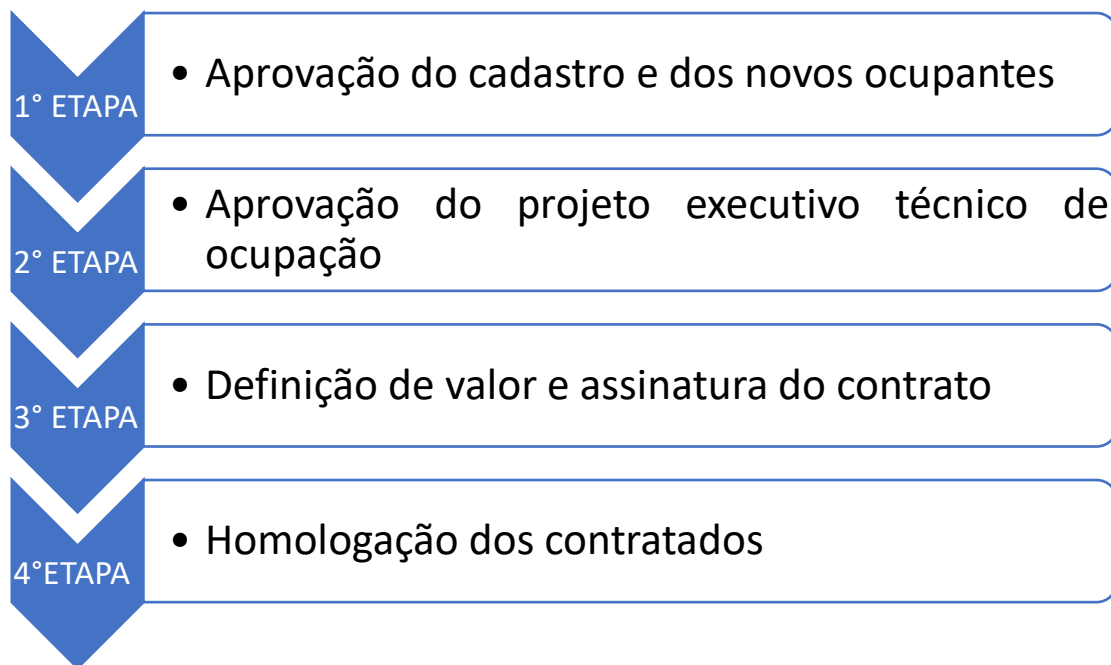 1° ETAPA
• Aprovação do cadastro e dos novos ocupantes
2° ETAPA
• Aprovação do projeto executivo técnico de
ocupação
3° ETAPA
• Definição de valor e assinatura do contrato
4°ETAPA
• Homologação dos contratados